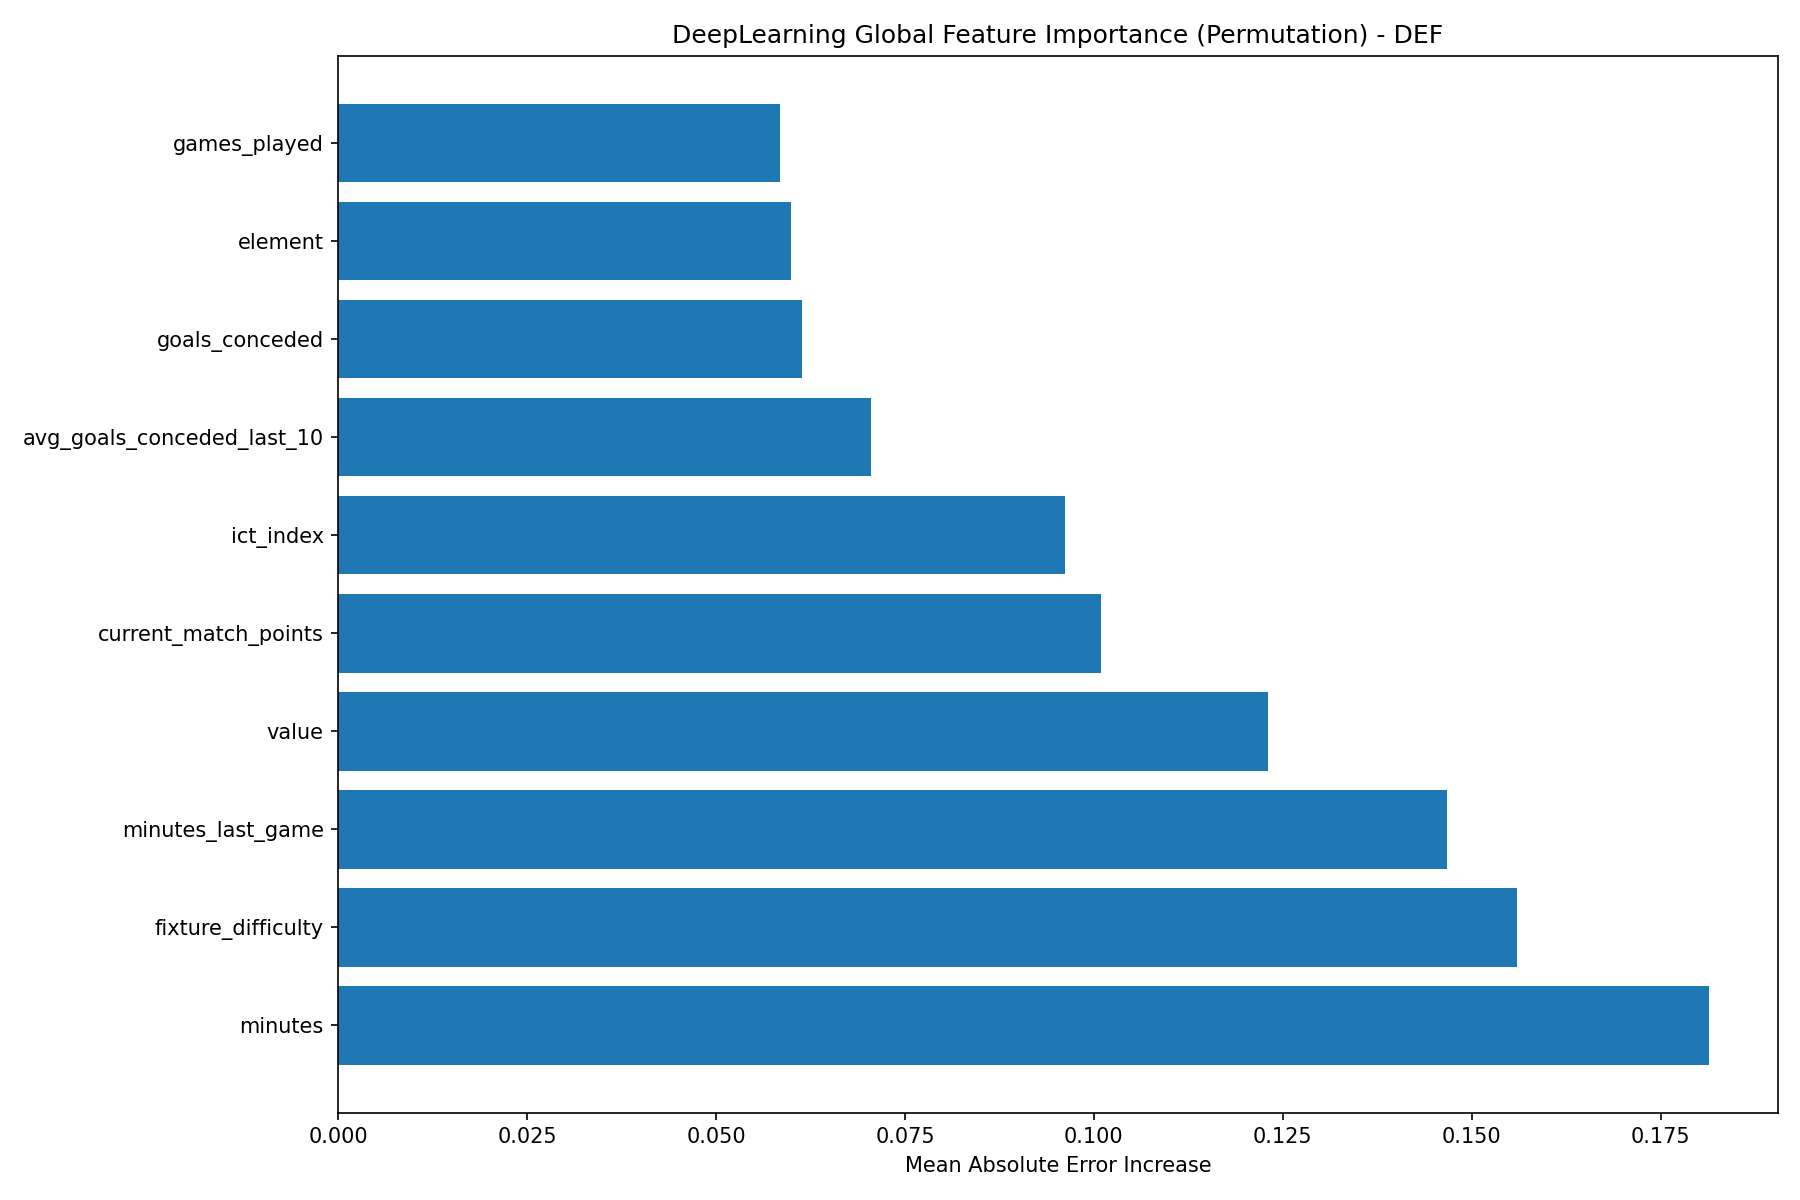 DeepLearning Global Feature Importance (Permutation) - DEF
games_played
element
goals_conceded
avg_goals_conceded_last_10
ict_index
current_match_points
value
minutes_last_game
fixture_difficulty
minutes
0.000 0.025 0.050 0.075 0.100 0.125 0.150 0.175
Mean Absolute Error Increase